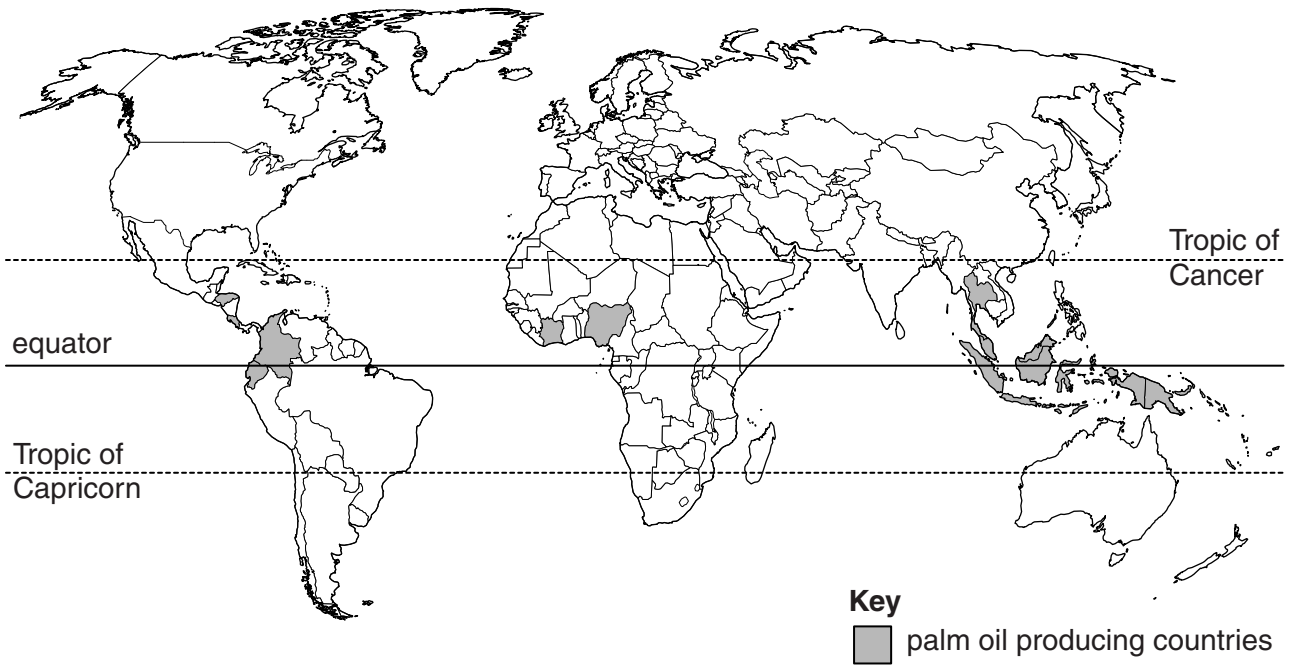 Tropic of
Cancer
equator
Tropic of
Capricorn
Key
palm oil producing countries